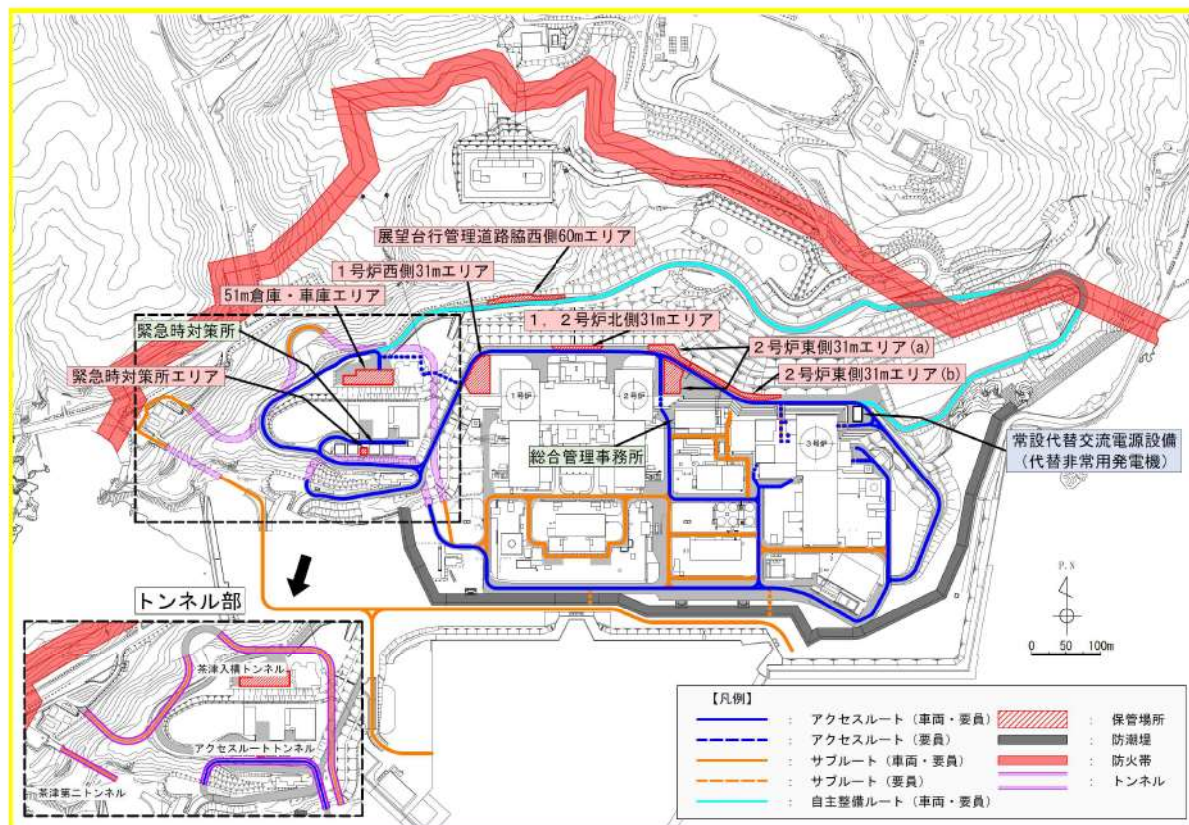 展望台行管理道路脇西側60mエリア
1号炉西側31mエリア
51m倉庫・車庫エリア
緊急時対策所
1，2号炉北側31mエリア
2号炉東側31mエリア(a)
緊急時対策所エリア
2号炉東側31mエリア(b)
1号炉
2号炉
3号炉
総合管理事務所
常設代替交流電源設備
(代替非常用発電機)
トンネル部
P.N
0 50 100m
茶津入構トンネル
アクセスルートトンネル
茶津第二トンネル
【凡例】
： アクセスルート（車両・要員）
： 保管場所
： アクセスルート（要員）
： 防潮堤
： サブルート（車両・要員）
： 防火帯
： サブルート（要員）
： トンネル
： 自主整備ルート（車両・要員）